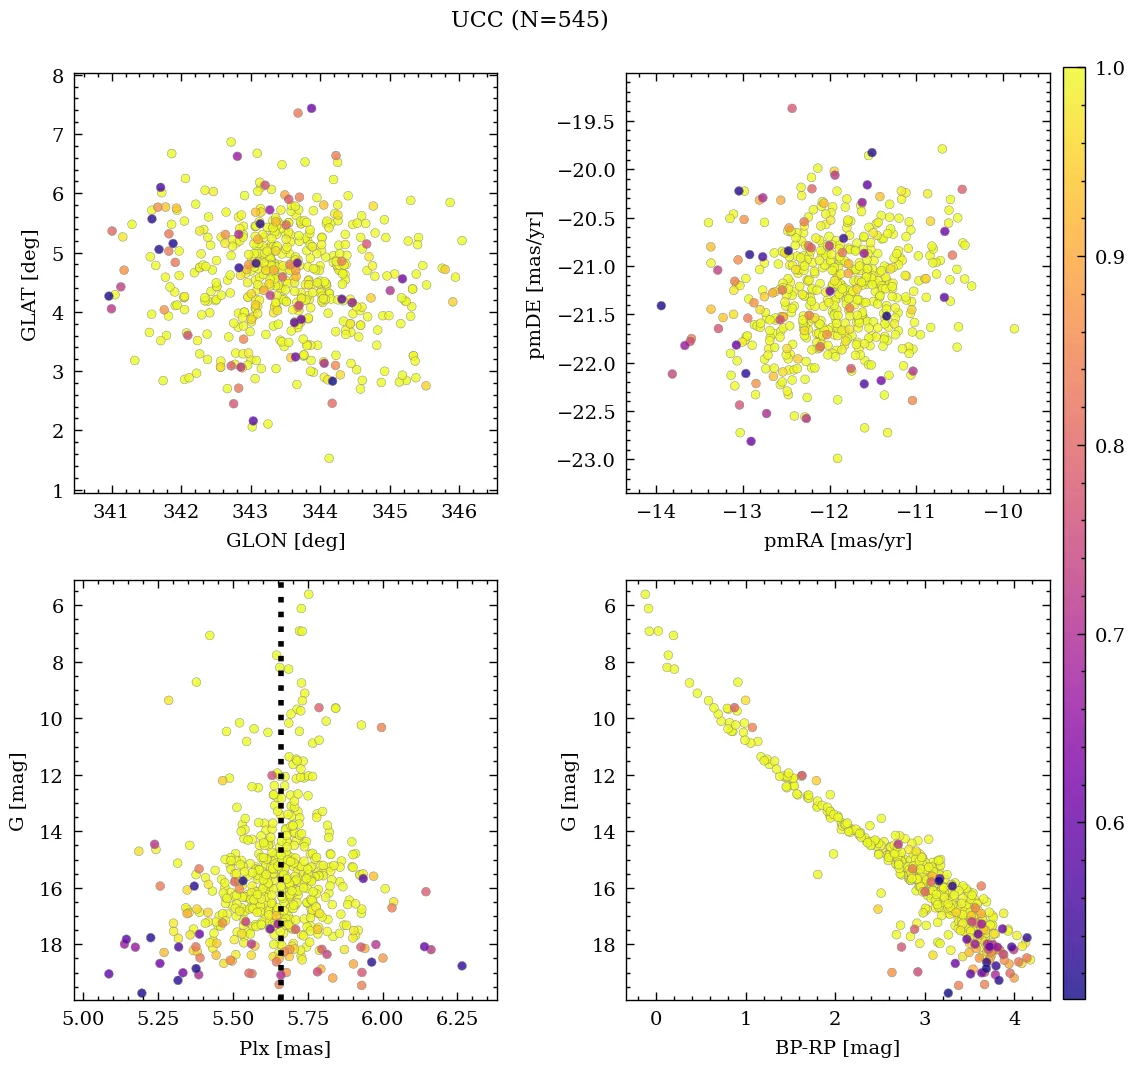 UCC (N=545)
8
7
6
5
4
3
2
1
GLAT [deg]
341 342 343 344 345 346
GLON [deg]
−19.5
−20.0
−20.5
−21.0
−21.5
−22.0
−22.5
−23.0
pmDE [mas/yr]
−14 −13 −12 −11 −10
pmRA [mas/yr]
1.0
0.9
0.8
0.7
0.6
6
8
10
12
14
16
18
G [mag]
5.00 5.25 5.50 5.75 6.00 6.25
Plx [mas]
6
8
10
12
14
16
18
G [mag]
0 1 2 3 4
BP-RP [mag]